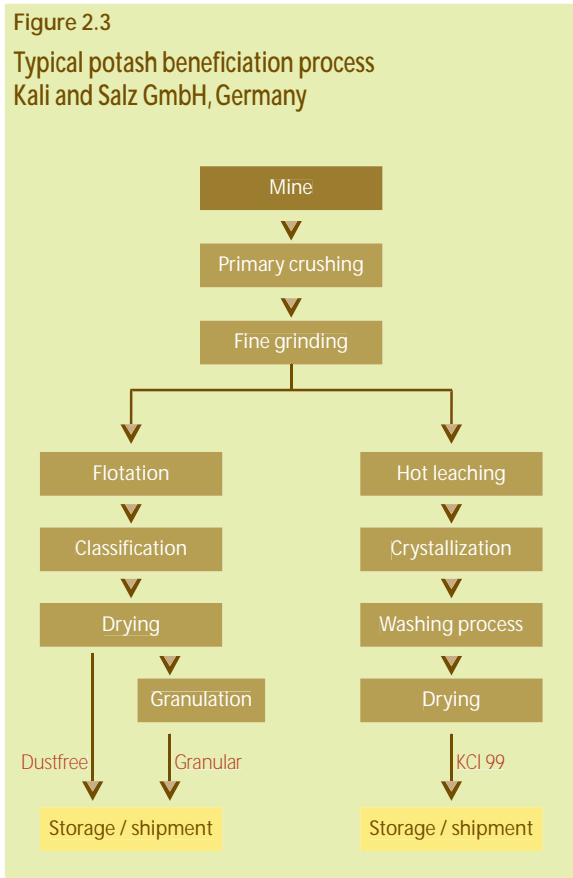 Figure 2.3
Typical potash beneficiation process
Kali and Salz GmbH, Germany
Mine
Primary crushing
Fine grinding
Flotation
Hot leaching
Classification
Crystallization
Drying
Washing process
Granulation
Drying
Dustfree
Granular
KCl 99
Storage / shipment
Storage / shipment